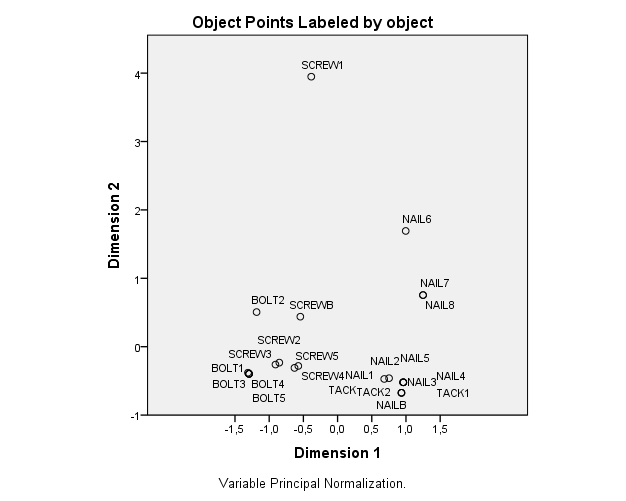 Object Points Labeled by object
SCREW1
4
3
NAIL6
2
NAIL7
1
BOLT2
SCREWB
NAIL8
0
SCREW2
SCREW3
SCREW5
NAIL2
NAIL5
BOLT1
SCREW4
NAIL1
NAIL3
NAIL4
BOLT3
BOLT4
TACK
TACK2
TACK1
BOLT5
NAILB
-1
-1,5
-1,0
-0,5
0,0
0,5
1,0
1,5
Dimension 2
Dimension 1
Variable Principal Normalization.